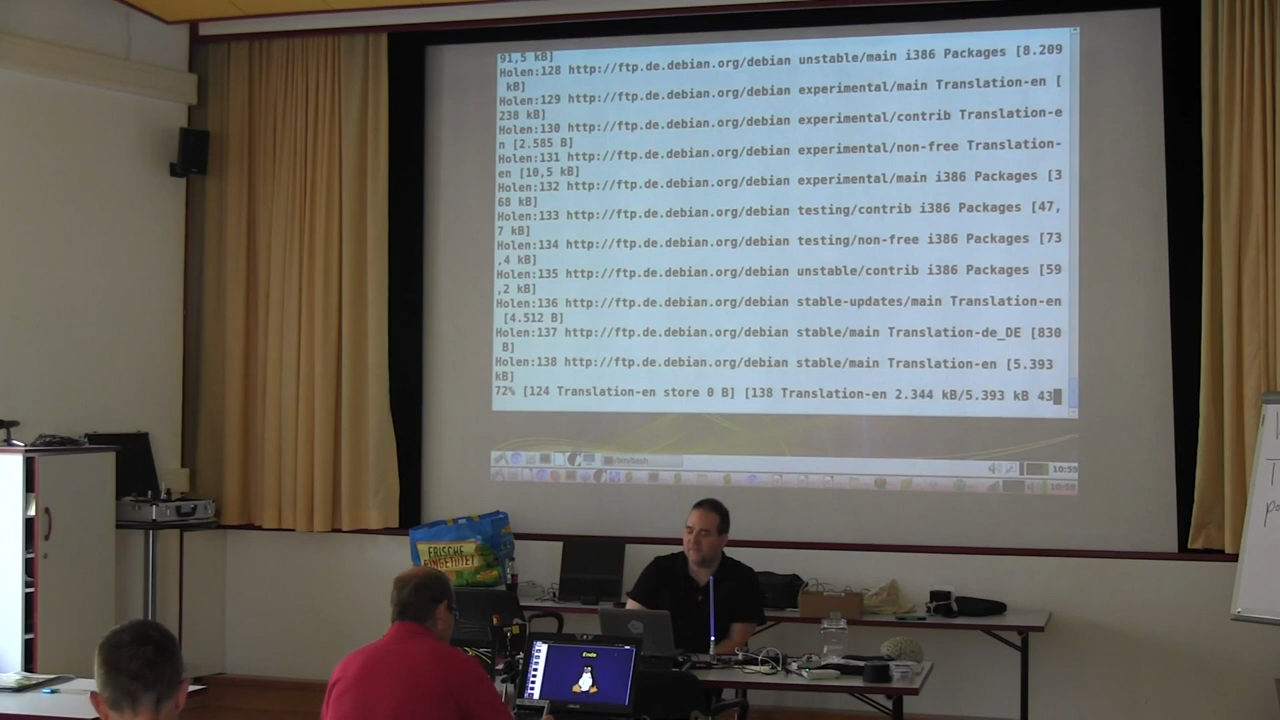 91,5 kB]
Holen:128 http://ftp.de.debian.org/debian unstable/main i386 Packages [8.209
kB]
Holen:129 http://ftp.de.debian.org/debian experimental/main Translation-en [
238 kB]
Holen:130 http://ftp.de.debian.org/debian experimental/contrib Translation-e
n [2.585 B]
Holen:131 http://ftp.de.debian.org/debian experimental/non-free Translation-
en [10,5 kB]
Holen:132 http://ftp.de.debian.org/debian experimental/main i386 Packages [3
68 kB]
Holen:133 http://ftp.de.debian.org/debian testing/contrib i386 Packages [47,
7 kB]
Holen:134 http://ftp.de.debian.org/debian testing/non-free i386 Packages [73
,4 kB]
Holen:135 http://ftp.de.debian.org/debian unstable/contrib i386 Packages [59
,2 kB]
Holen:136 http://ftp.de.debian.org/debian stable-updates/main Translation-en
[4.512 B]
Holen:137 http://ftp.de.debian.org/debian stable/main Translation-de_DE [830
B]
Holen:138 http://ftp.de.debian.org/debian stable/main Translation-en [5.393
kB]
72% [124 Translation-en store 0 B] [138 Translation-en 2.344 kB/5.393 kB 43
/bin/bash
10:59
10:59
FRISCHE
EINGETÜTET
Ende